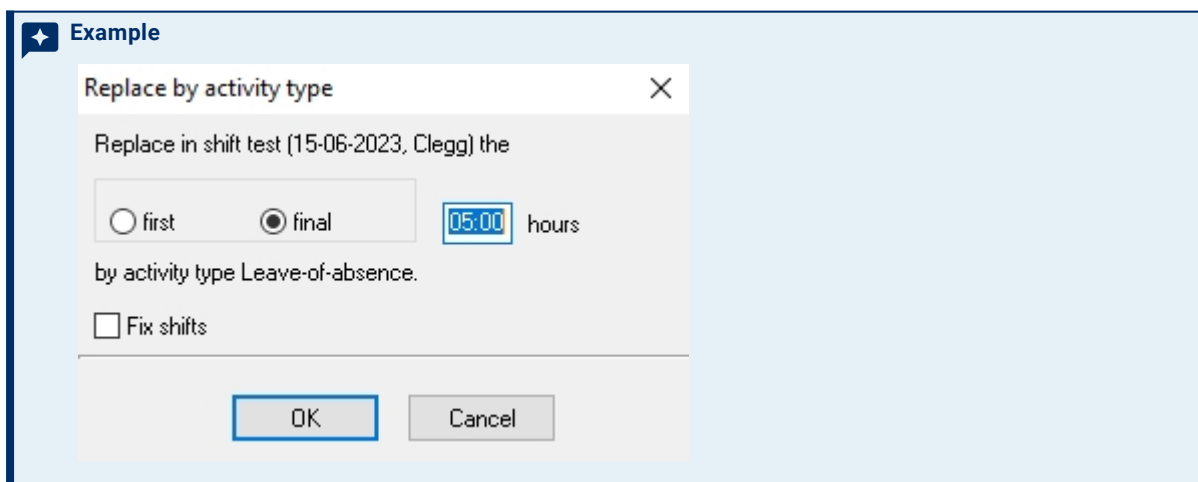 Example
Replace by activity type
Replace in shift test (15-06-2023, Clegg) the
first final 05:00 hours
by activity type Leave-of-absence.
Fix shifts
OK Cancel